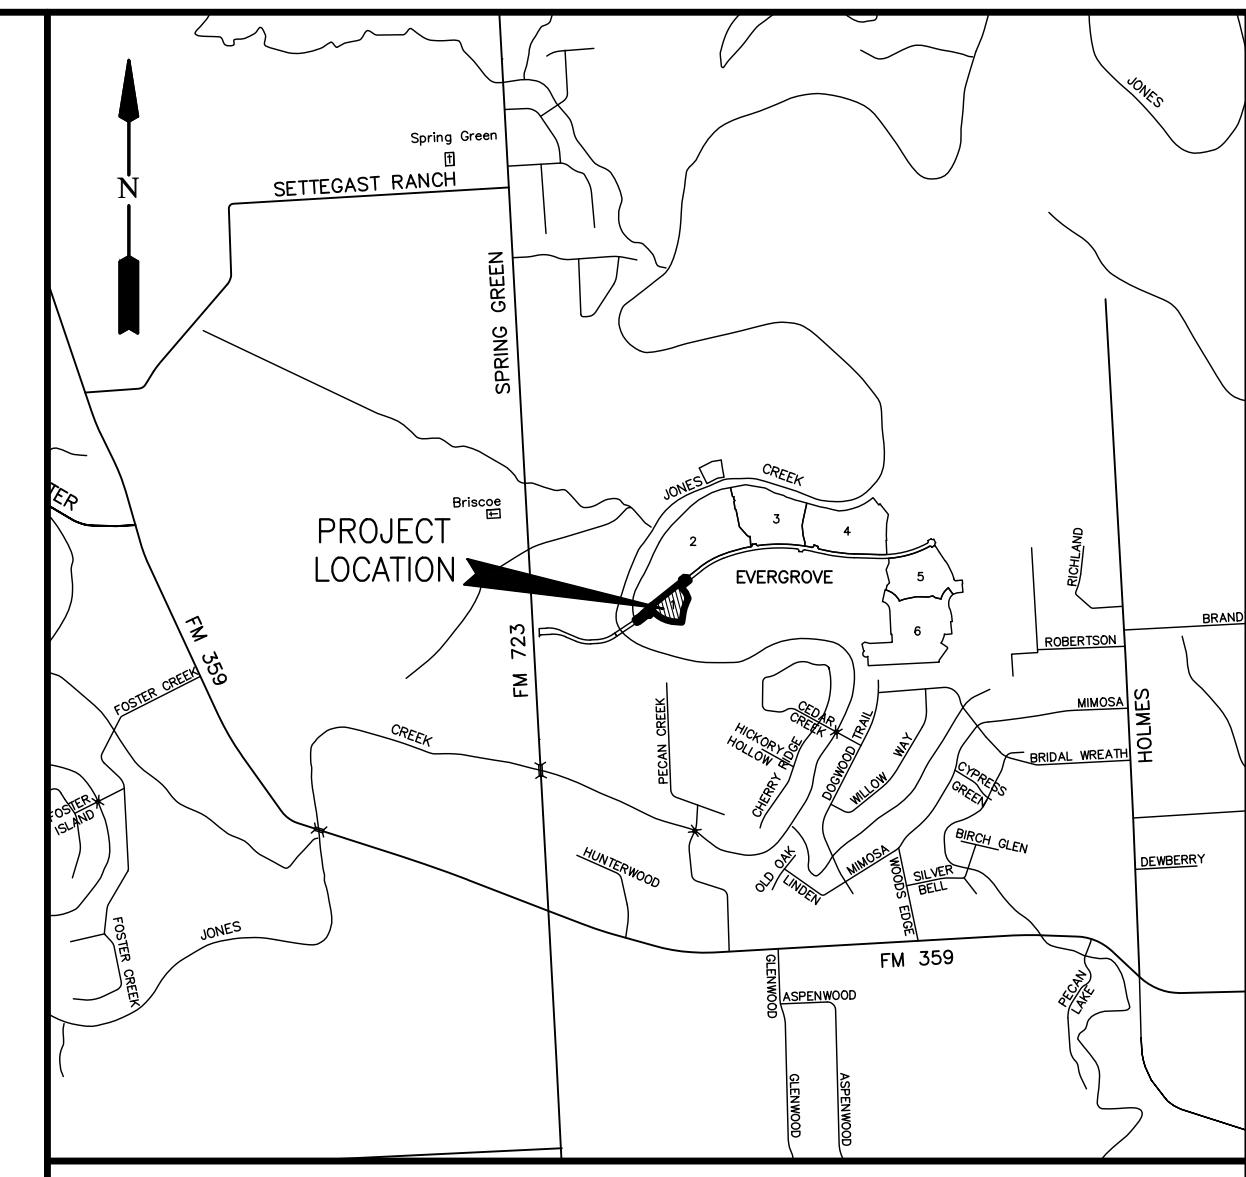 JONES
Spring Green
N
SETTEGAST RANCH
SPRING GREEN
TER
JONES
CREEK
Briscoe
PROJECT
LOCATION
2
3
4
EVERGROVE
5
6
RICHLAND
BRAND
ROBERTSON
FM 723
FM 359
FOSTER CREEK
CREEK
PECAN CREEK
CEDAR
CREEK
HICKORY
HOLLOW
CHERRY RIDGE
DOGWOOD TRAIL
WILLOW WAY
MIMOSA
HOLMES
BRIDAL WREATH
CYPRESS
GREEN
FOSTER
ISLAND
BIRCH GLEN
HUNTERWOOD
OLD OAK
LINDEN
MIMOSA
WOODS EDGE
SILVER
BELL
DEWBERRY
FOSTER CREEK
JONES
FM 359
GLENWOOD
ASPENWOOD
PECAN
LAKE
GLENWOOD
ASPENWOOD